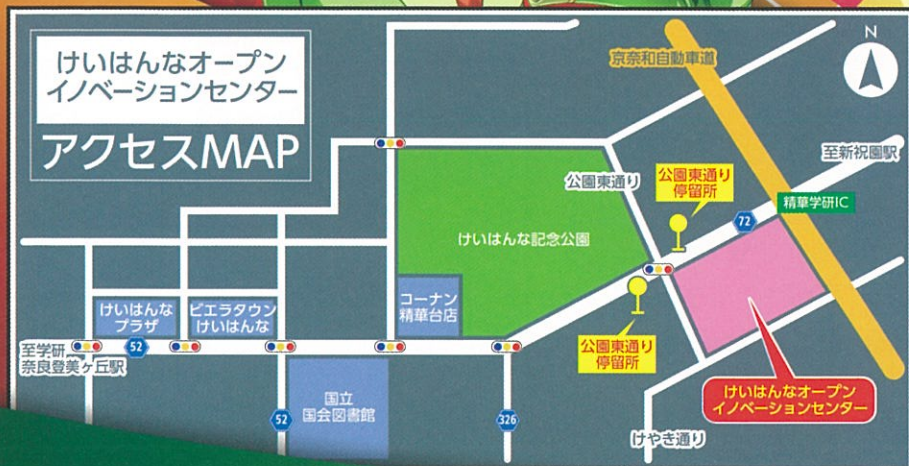 けいはんなオープン
イノベーションセンター
アクセスMAP
京奈和自動車道
N
至新祝園駅
公園東通り
公園東通り
停留所
精華学研IC
72
けいはんな記念公園
コーナン
精華台店
けいはんな
プラザ
ピエラタウン
けいはんな
公園東通り
停留所
至学研
奈良登美ヶ丘駅
52
国立
国会図書館
52
326
けいはんなオープン
イノベーションセンター
けやき通り